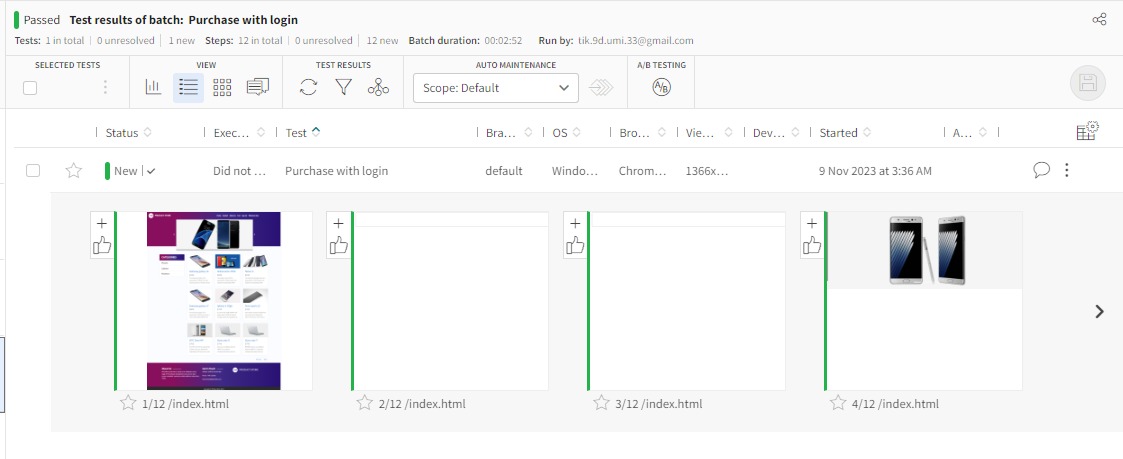 Passed Test results of batch: Purchase with login
Tests: 1 in total | 0 unresolved | 1 new Steps: 12 in total | 0 unresolved | 12 new Batch duration: 00:02:52 Run by: tik.9d.umi.33@gmail.com
SELECTED TESTS VIEW TEST RESULTS AUTO MAINTENANCE A/B TESTING
Scope: Default A/B
Status Exec... Test Bra... OS Bro... Vie... Dev... Started A...
New Did not ... Purchase with login default Windo... Chrom... 1366x... 9 Nov 2023 at 3:36 AM
1/12 /index.html 2/12 /index.html 3/12 /index.html 4/12 /index.html